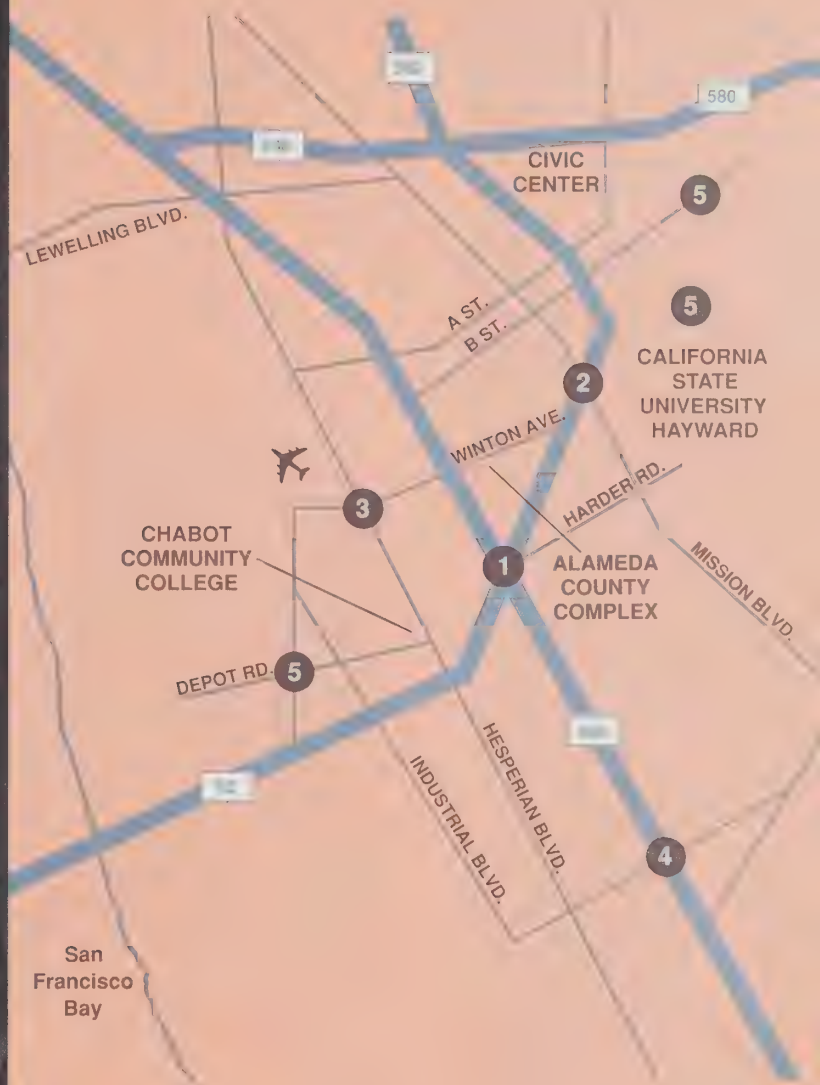 580
CIVIC
CENTER
5
LEWELLING BLVD.
A ST.
B ST.
5
CALIFORNIA
STATE
UNIVERSITY
HAYWARD
2
WINTON AVE.
HARDER RD.
3
CHABOT
COMMUNITY
COLLEGE
1
ALAMEDA
COUNTY
COMPLEX
MISSION BLVD.
DEPOT RD.
5
HESPERIAN BLVD.
INDUSTRIAL BLVD.
4
San
Francisco
Bay